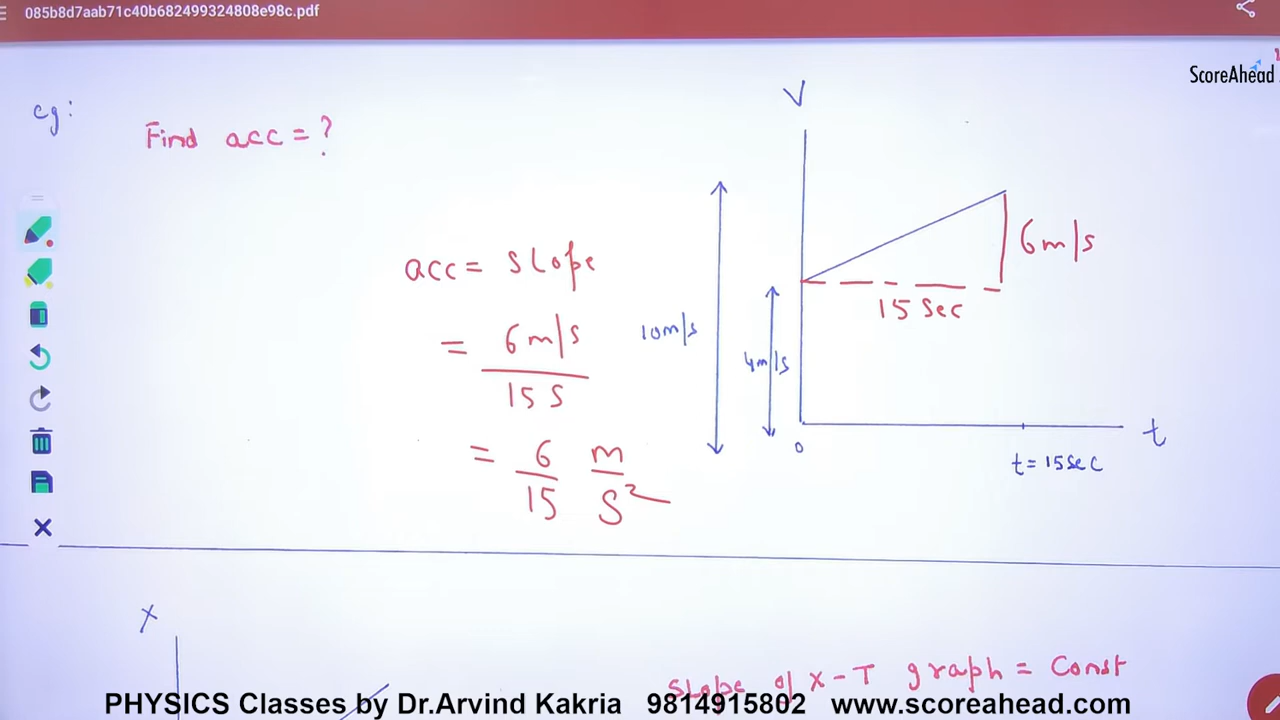 085b8d7aab71c40b682499324808e98c.pdf
ScoreAhead
eg:
Find acc = ?
V
acc = Slope
= 6 m/s
15 S
= 6 m
15 S²
10 m/s
4 m/s
6 m/s
15 Sec
0
t = 15 Sec
t
X
Slope of X-T graph = Const
PHYSICS Classes by Dr.Arvind Kakria 9814915802 www.scoreahead.com